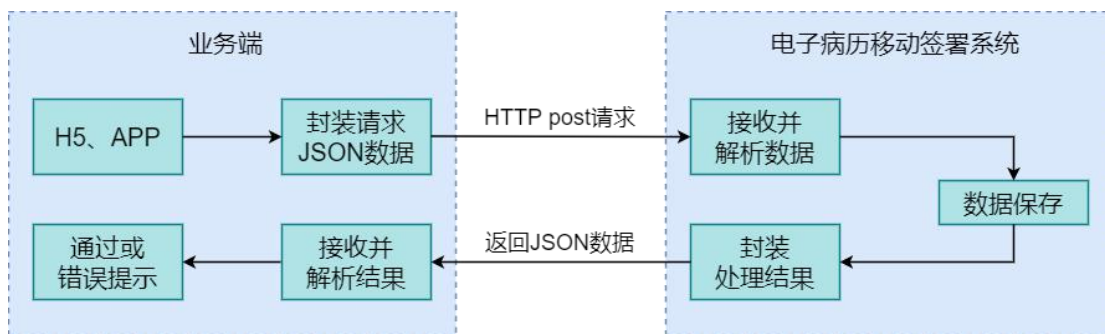 业务端
电子病历移动签署系统
H5、APP
封装请求
JSON数据
HTTP post请求
接收并
解析数据
数据保存
通过或
错误提示
接收并
解析结果
返回JSON数据
封装
处理结果